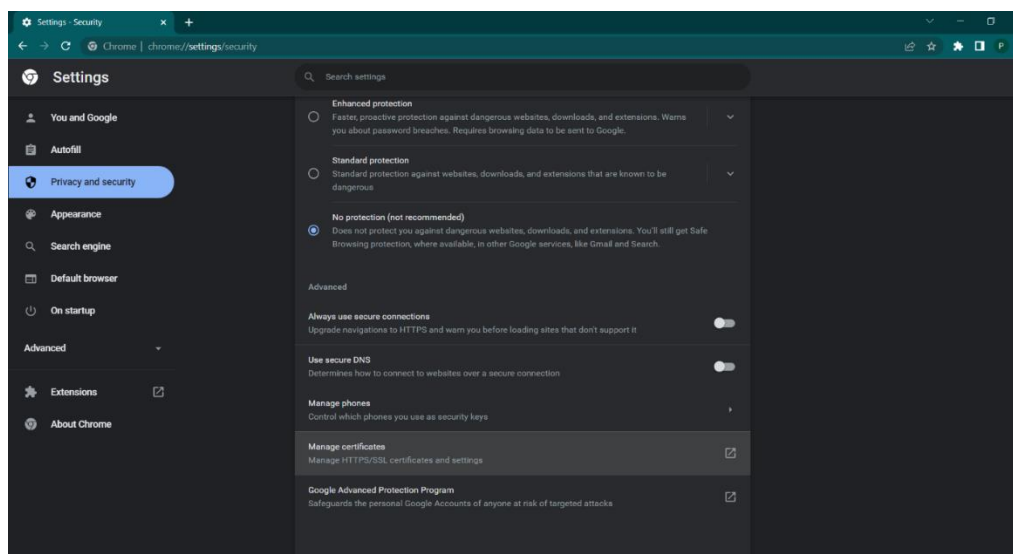 Settings - Security
Chrome | chrome://settings/security
P
Settings
Search settings
You and Google
Autofill
Privacy and security
Appearance
Search engine
Default browser
On startup
Advanced
Extensions
About Chrome
Enhanced protection
Faster, proactive protection against dangerous websites, downloads, and extensions. Warns
you about password breaches. Requires browsing data to be sent to Google.
Standard protection
Standard protection against websites, downloads, and extensions that are known to be
dangerous
No protection (not recommended)
Does not protect you against dangerous websites, downloads, and extensions. You'll still get Safe
Browsing protection, where available, in other Google services, like Gmail and Search.
Advanced
Always use secure connections
Upgrade navigations to HTTPS and warn you before loading sites that don't support it
Use secure DNS
Determines how to connect to websites over a secure connection
Manage phones
Control which phones you use as security keys
Manage certificates
Manage HTTPS/SSL certificates and settings
Google Advanced Protection Program
Safeguards the personal Google Accounts of anyone at risk of targeted attacks